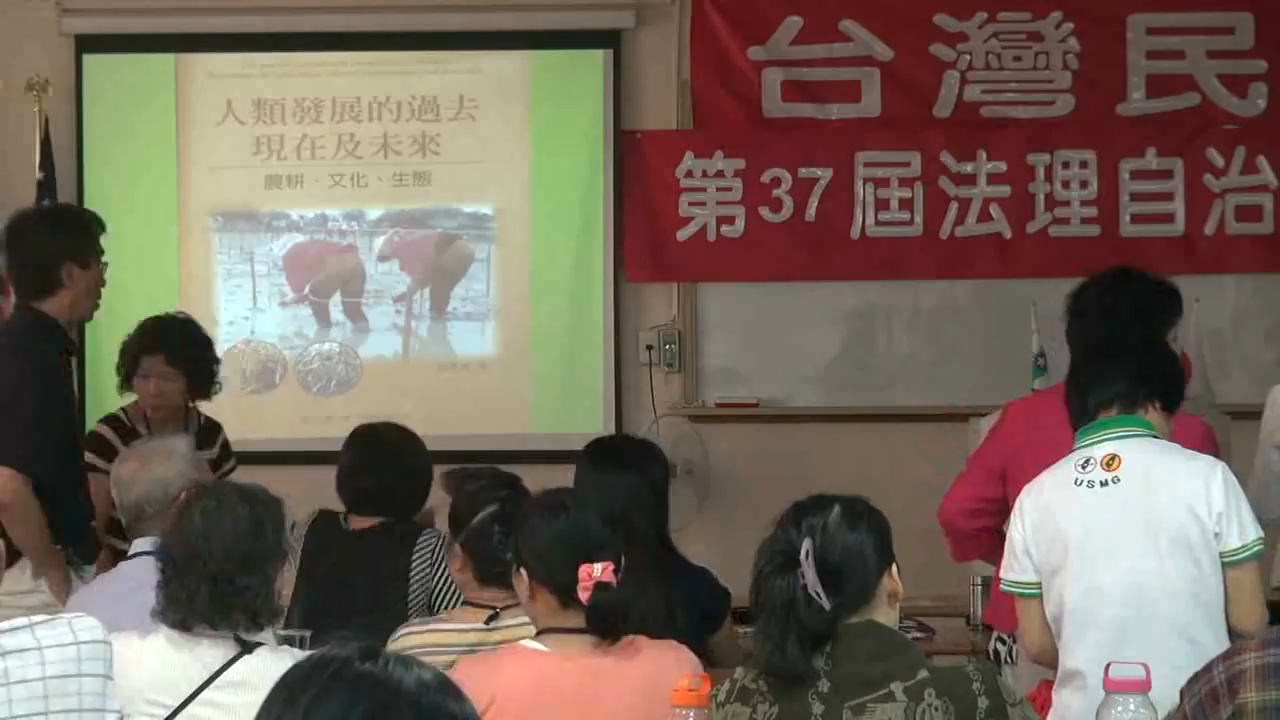 人類發展的過去
現在及未來
農耕、文化、生態
台灣民
第37屆法理自治
USMG